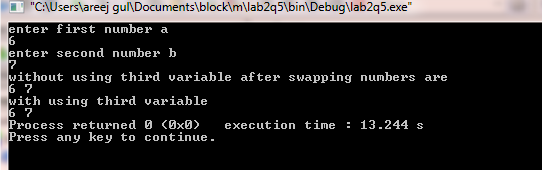 "C:\Users\areej gul\Documents\block\m\lab2q5\bin\Debug\lab2q5.exe"
enter first number a
6
enter second number b
7
without using third variable after swapping numbers are
6 7
with using third variable
6 7
Process returned 0 (0x0)   execution time : 13.244 s
Press any key to continue.